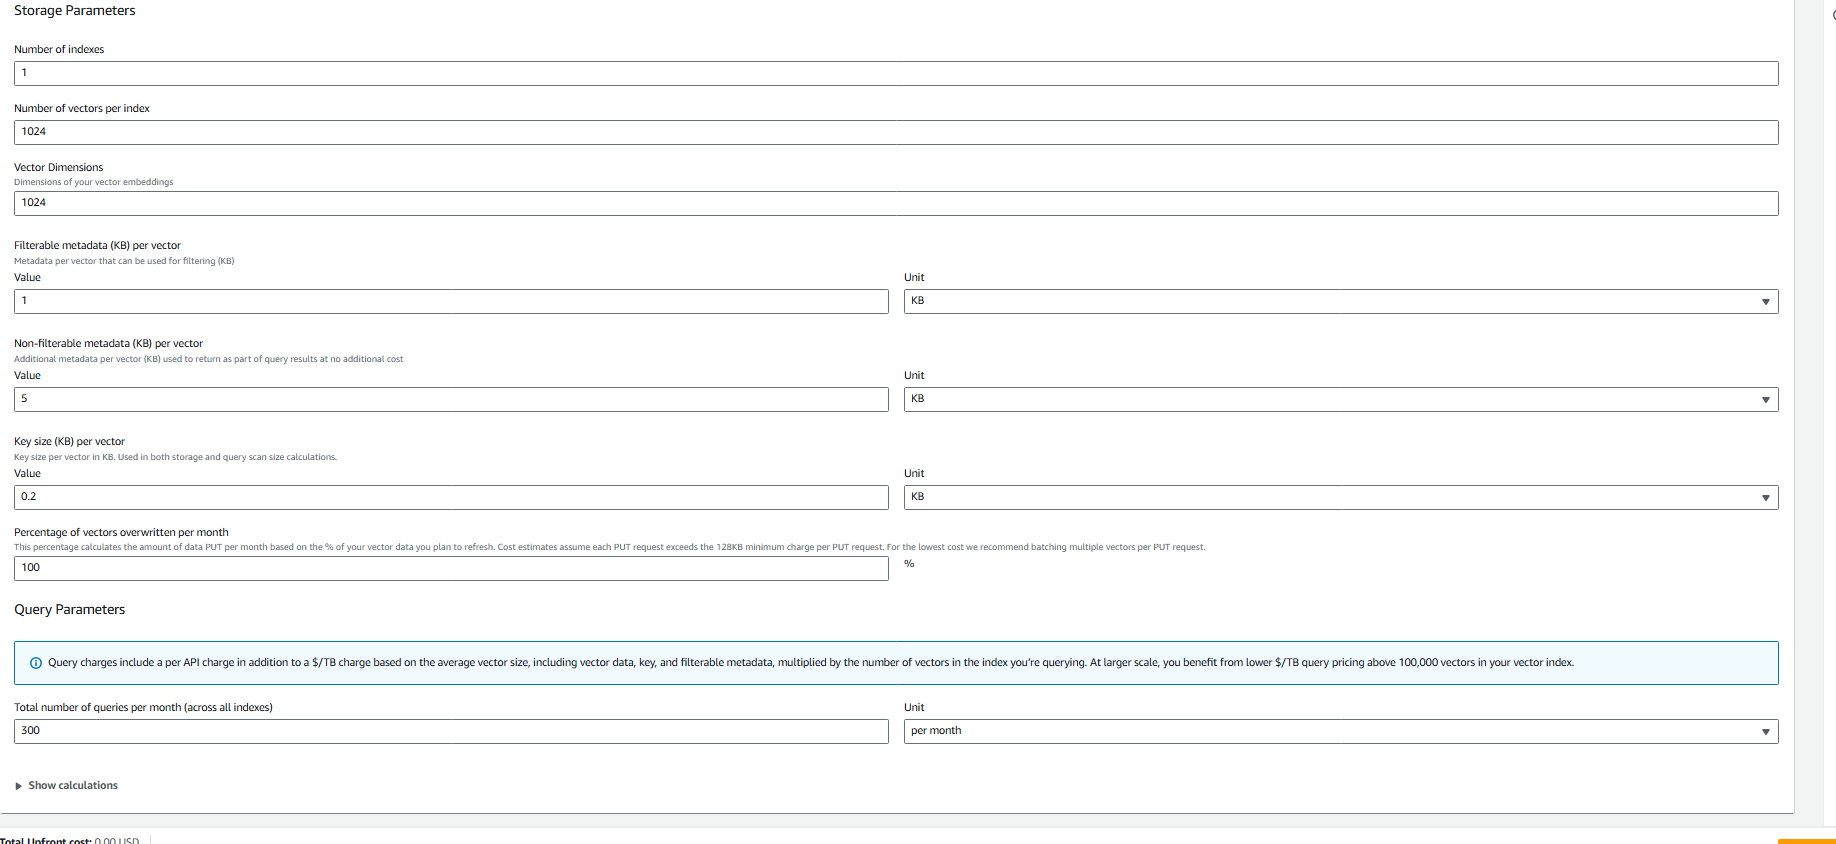 Storage Parameters
Number of indexes
1
Number of vectors per index
1024
Vector Dimensions
Dimensions of your vector embeddings
1024
Filterable metadata (KB) per vector
Metadata per vector that can be used for filtering (KB)
Value Unit
1 KB
Non-filterable metadata (KB) per vector
Additional metadata per vector (KB) used to return as part of query results at no additional cost
Value Unit
5 KB
Key size (KB) per vector
Key size per vector in KB. Used in both storage and query scan size calculations.
Value Unit
0.2 KB
Percentage of vectors overwritten per month
This percentage calculates the amount of data PUT per month based on the % of your vector data you plan to refresh. Cost estimates assume each PUT request exceeds the 128KB minimum charge per PUT request. For the lowest cost we recommend batching multiple vectors per PUT request.
100 %
Query Parameters
Query charges include a per API charge in addition to a $/TB charge based on the average vector size, including vector data, key, and filterable metadata, multiplied by the number of vectors in the index you're querying. At larger scale, you benefit from lower $/TB query pricing above 100,000 vectors in your vector index.
Total number of queries per month (across all indexes) Unit
300 per month
Show calculations
Total Upfront cost: 0.00 USD